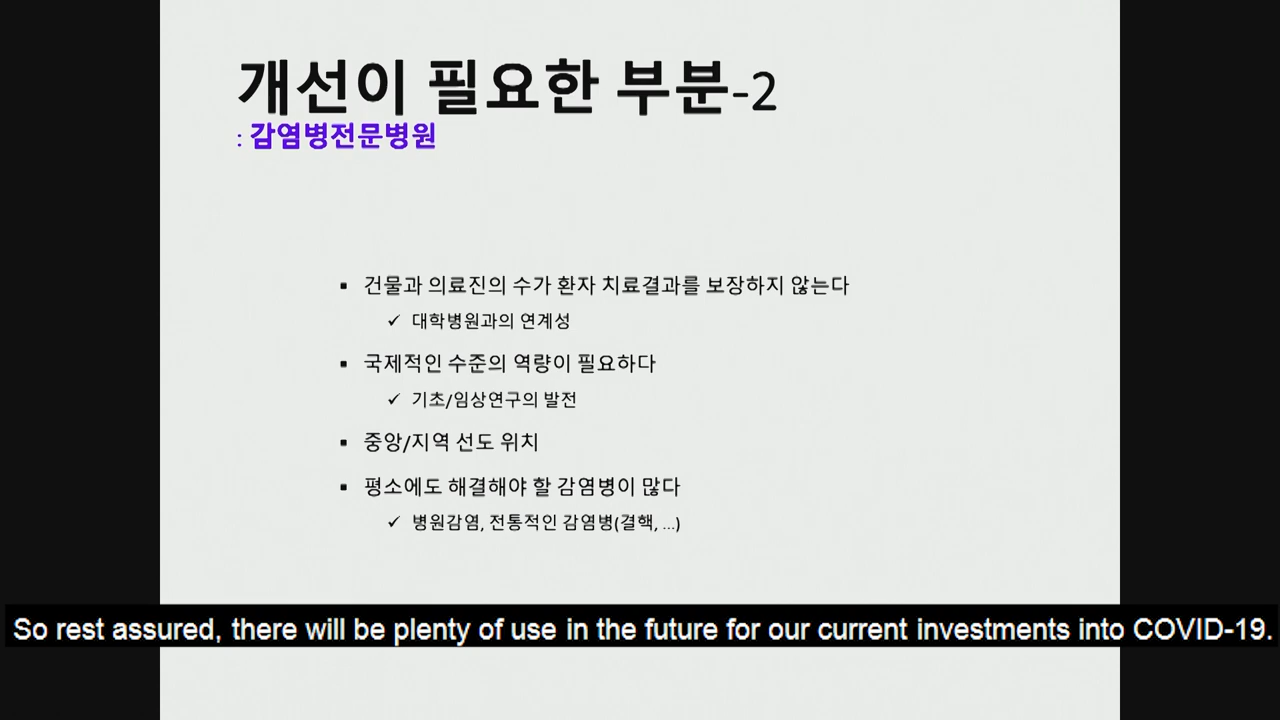 개선이 필요한 부분-2
: 감염병전문병원
▪ 건물과 의료진의 수가 환자 치료결과를 보장하지 않는다
✓ 대학병원과의 연계성
▪ 국제적인 수준의 역량이 필요하다
✓ 기초/임상연구의 발전
▪ 중앙/지역 선도 위치
▪ 평소에도 해결해야 할 감염병이 많다
✓ 병원감염, 전통적인 감염병(결핵, ...)
So rest assured, there will be plenty of use in the future for our current investments into COVID-19.